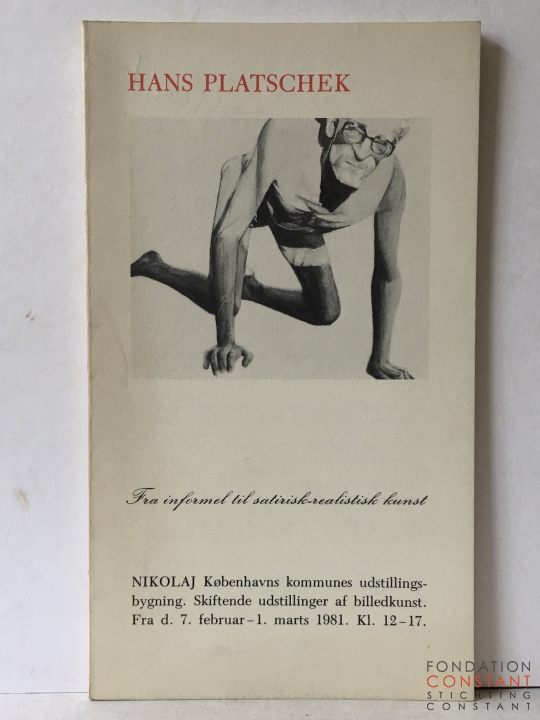 HANS PLATSCHEK
Fra informel til satirisk-realistisk kunst
NIKOLAJ Københavns kommunes udstillings-
bygning. Skiftende udstillinger af billedkunst.
Fra d. 7. februar – 1. marts 1981. Kl. 12 – 17.
FONDATION
CONSTANT
STICHTING
CONSTANT